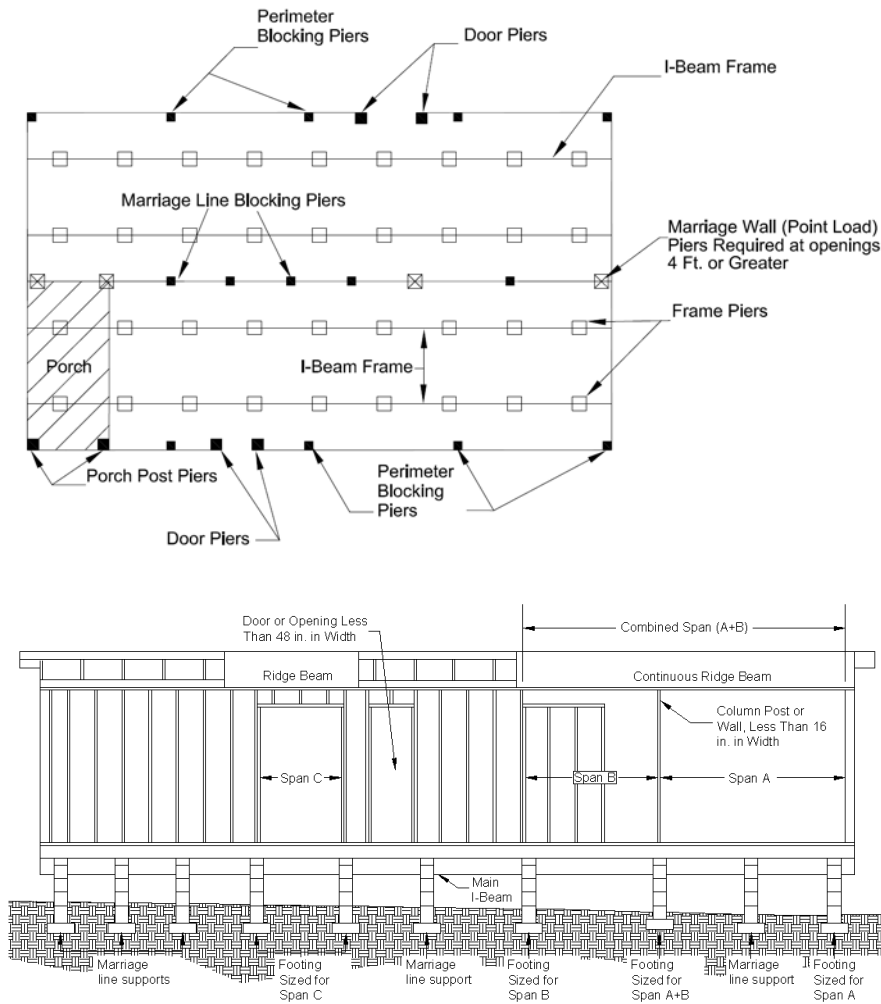 Perimeter
Blocking Piers
Door Piers
I-Beam Frame
Marriage Line Blocking Piers
Marriage Wall (Point Load)
Piers Required at openings
4 Ft. or Greater
Frame Piers
Porch
I-Beam Frame
Porch Post Piers
Perimeter
Blocking
Piers
Door Piers
Door or Opening Less
Than 48 in. in Width
Combined Span (A+B)
Ridge Beam
Continuous Ridge Beam
Column Post or
Wall, Less Than 16
in. in Width
Span C
Span B
Span A
Main
I-Beam
Marriage
line supports
Footing
Sized for
Span C
Marriage
line support
Footing
Sized for
Span B
Footing
Sized for
Span A+B
Marriage
line support
Footing
Sized for
Span A